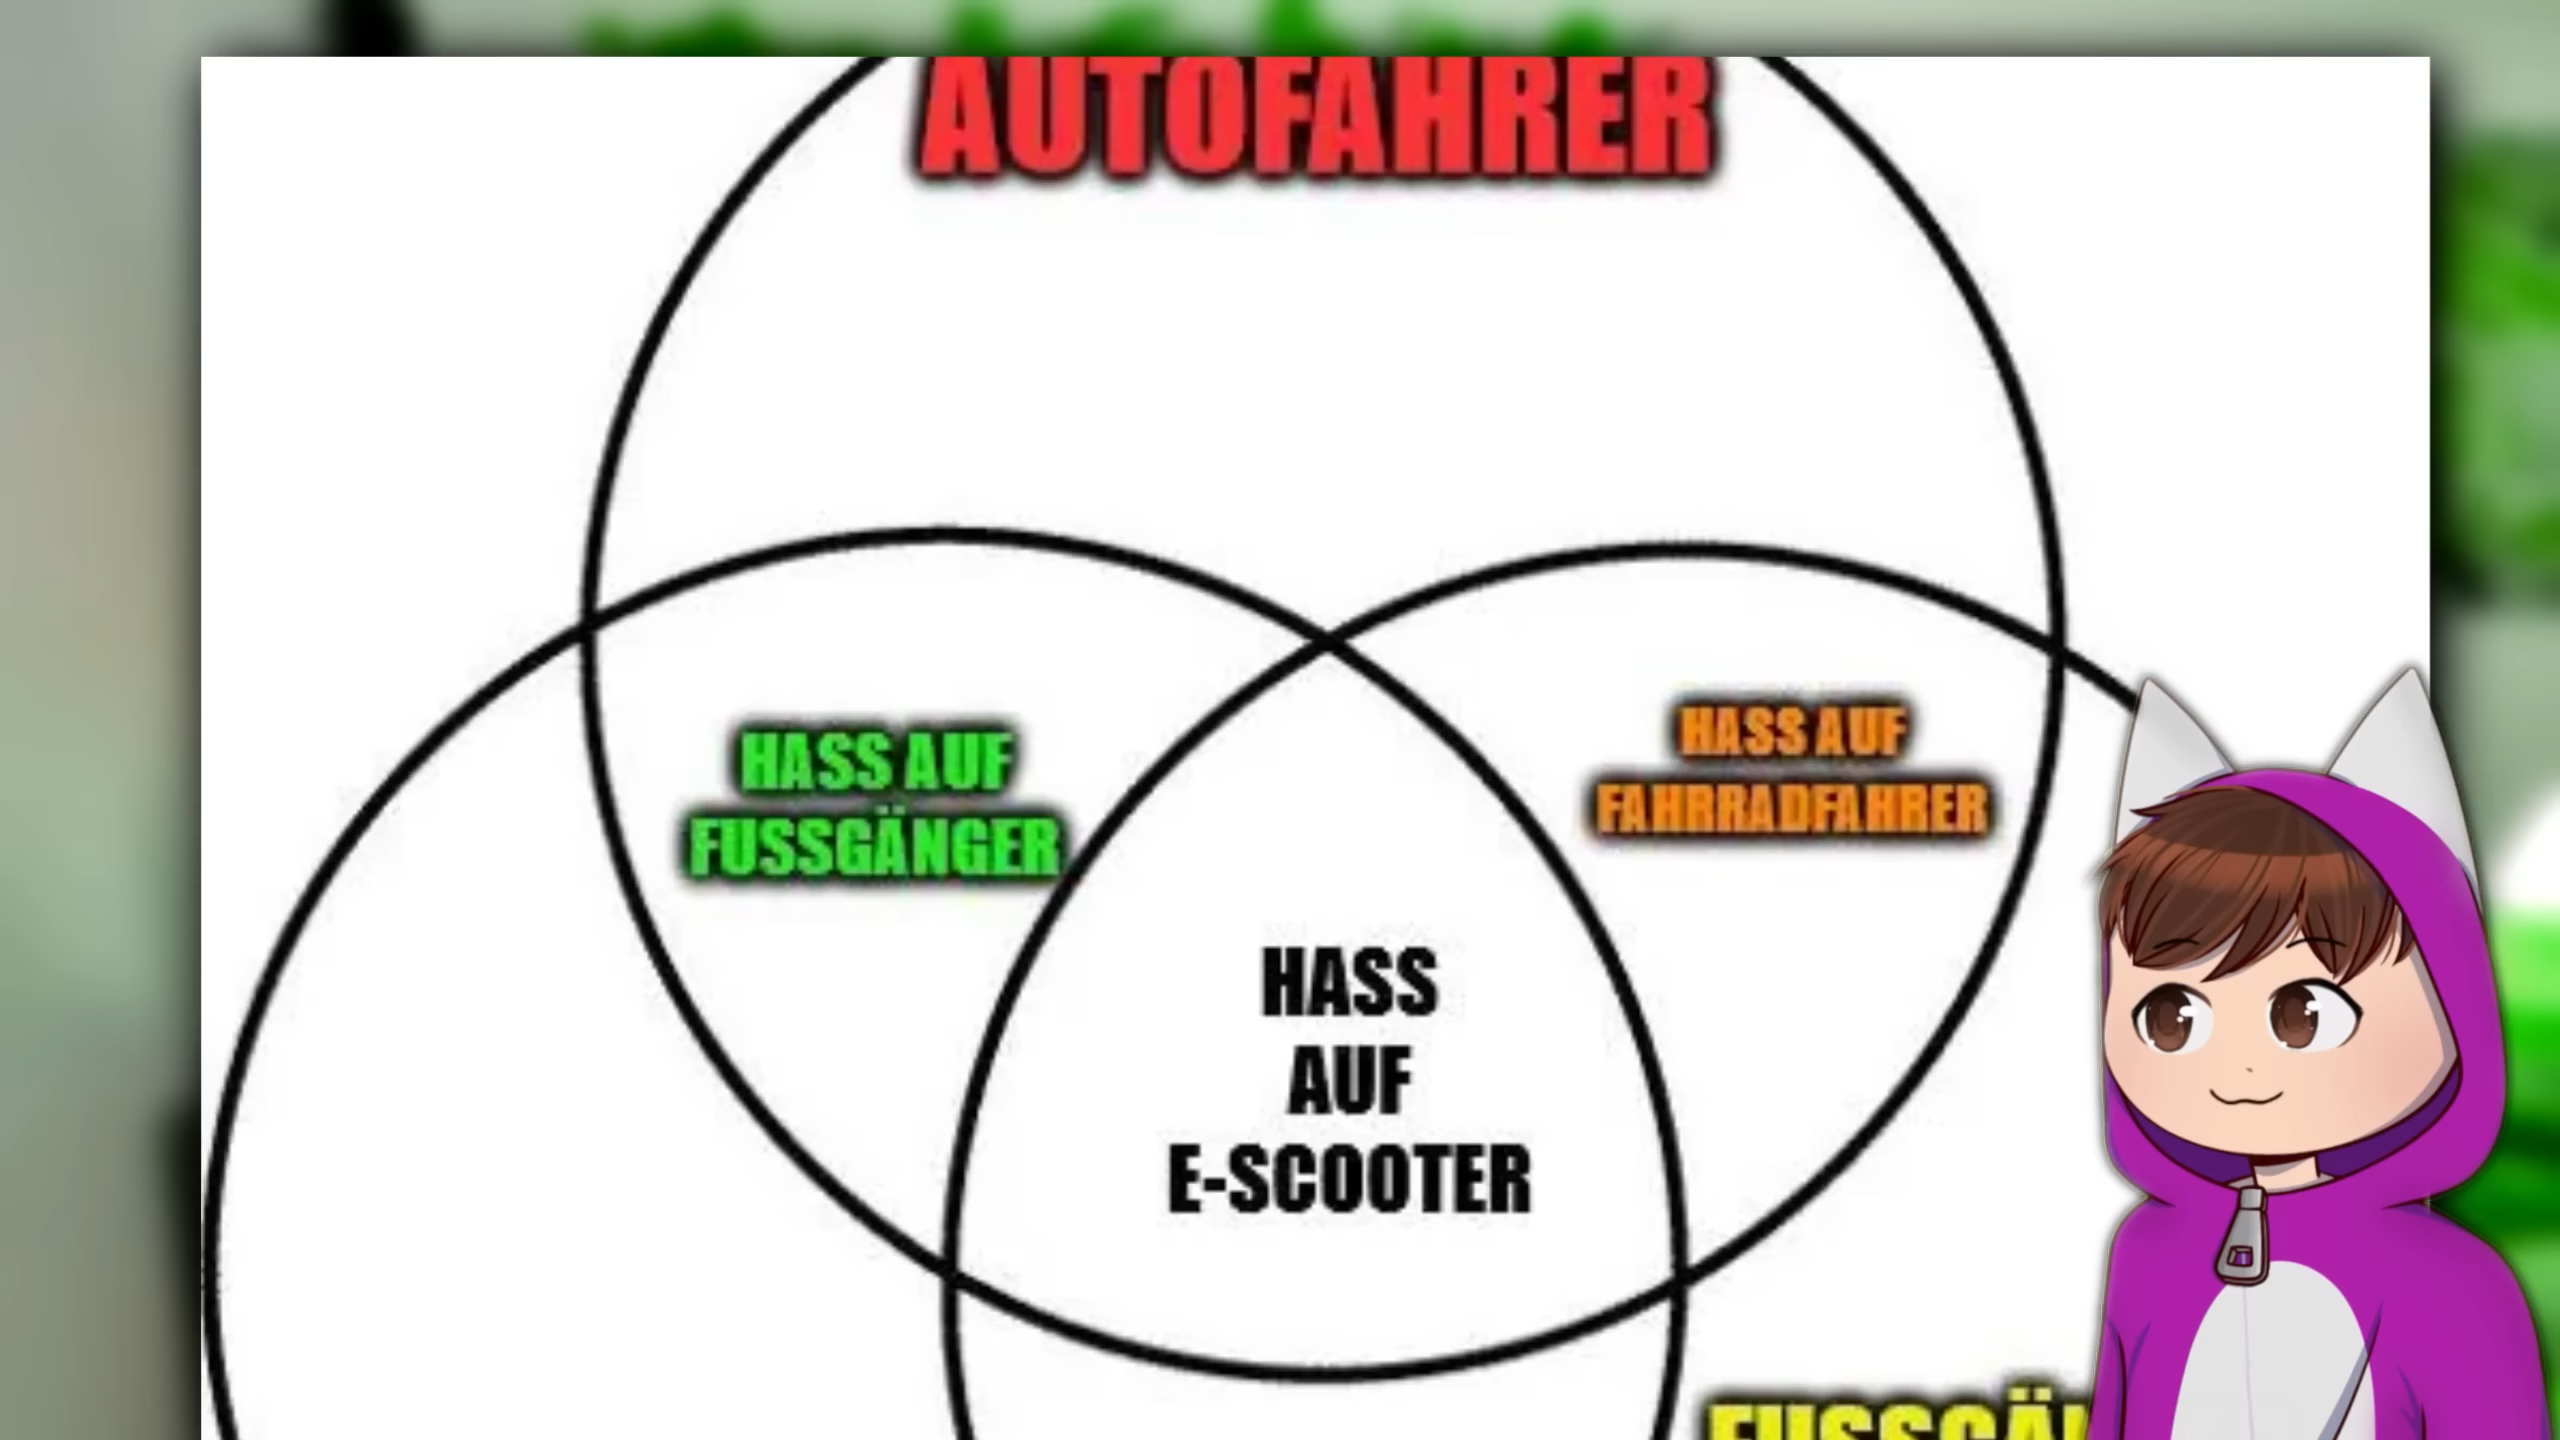 AUTOFAHRER
HASS AUF
FUSSGÄNGER
HASS AUF
FAHRRADFAHRER
HASS
AUF
E-SCOOTER